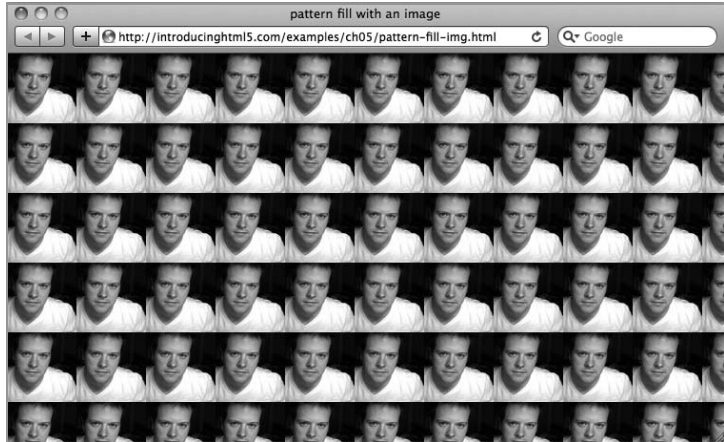 pattern fill with an image
http://introducinghtml5.com/examples/ch05/pattern-fill-img.html
Google